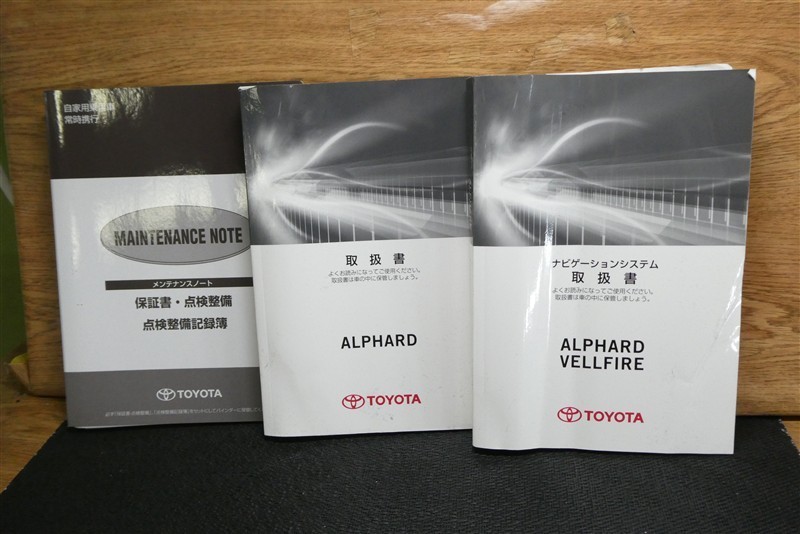 自家用乗用車
常時携行
MAINTENANCE NOTE
メンテナンスノート
保証書・点検整備
点検整備記録簿
TOYOTA
取扱書
よくお読みになってご使用ください。
取扱書は車の中に保管しましょう。
ALPHARD
TOYOTA
ナビゲーションシステム
取扱書
よくお読みになってご使用ください。
取扱書は車の中に保管しましょう。
ALPHARD
VELLFIRE
TOYOTA